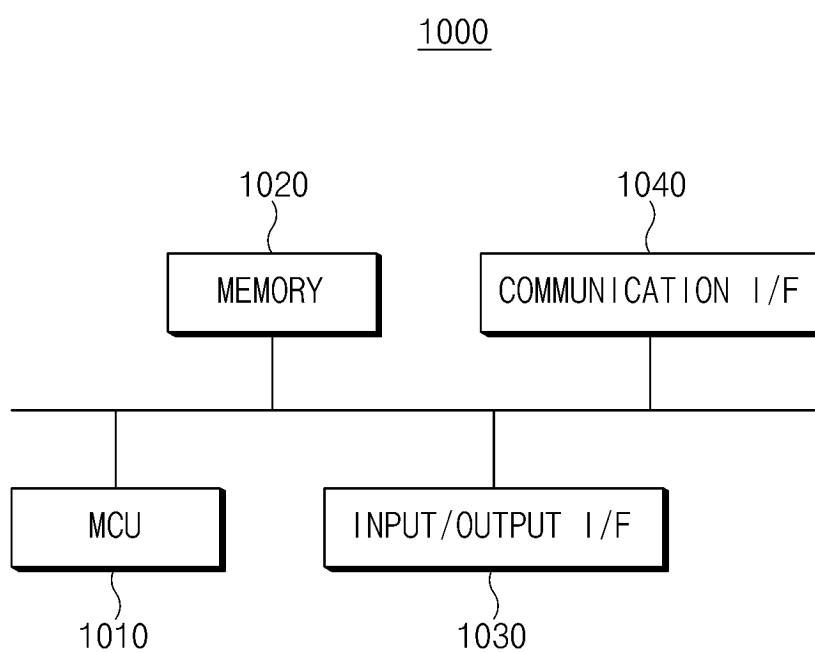 1000
1020
1040
MEMORY
COMMUNICATION I/F
MCU
INPUT/OUTPUT I/F
1010
1030